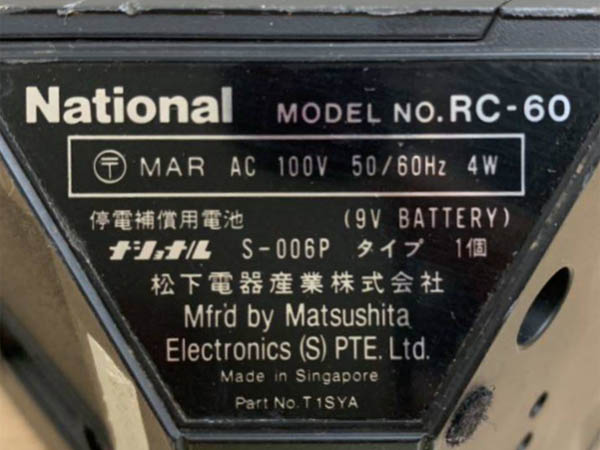 National MODEL NO. RC-60
〒 MAR AC 100V 50/60Hz 4W
停電補償用電池 (9V BATTERY)
ナショナル S-006P タイプ 1個
松下電器産業株式会社
Mfr'd by Matsushita
Electronics (S) PTE. Ltd.
Made in Singapore
Part No. T1SYA